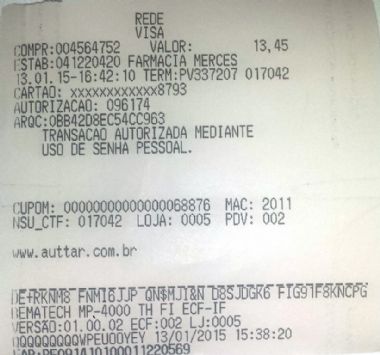 REDE
VISA
COMPR:004564752 VALOR: 13,45
ESTAB:041220420 FARMACIA MERCES
13.01.15-16:42:10 TERM:PV337207 017042
CARTAO: xxxxxxxxxxxx8793
AUTORIZACAO: 096174
ARQC:0BB42D8EC54CC963
TRANSACAO AUTORIZADA MEDIANTE
USO DE SENHA PESSOAL.
CUPOM: 00000000000000068876 MAC: 2011
NSU_CTF: 017042 LOJA: 0005 PDV: 002
www.auttar.com.br
BEMATECH MP-4000 TH FI ECF-IF
VERSÃO:01.00.02 ECF:002 LJ:0005
QQQQQQQQQWPEUOOYEY 13/01/2015 15:38:20